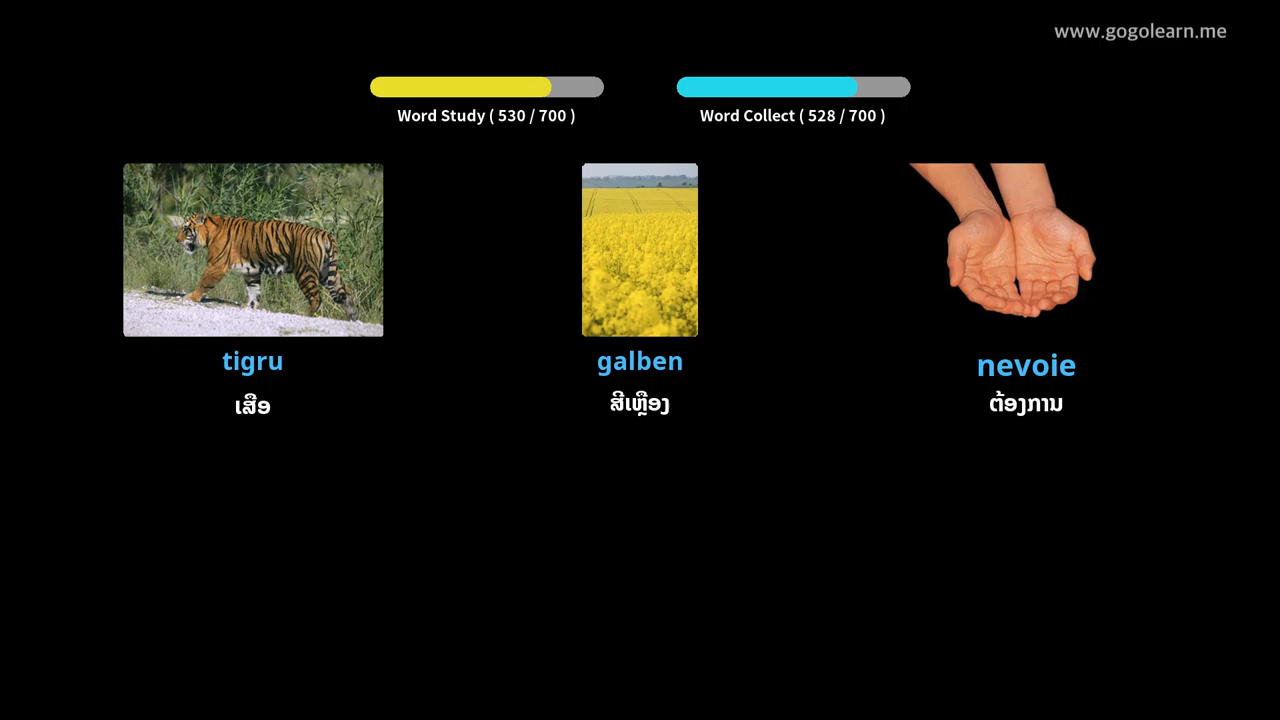 www.gogolearn.me
Word Study ( 530 / 700 )
Word Collect ( 528 / 700 )
tigru
galben
nevoie
ເສືອ
ສີເຫຼືອງ
ຕ້ອງການ